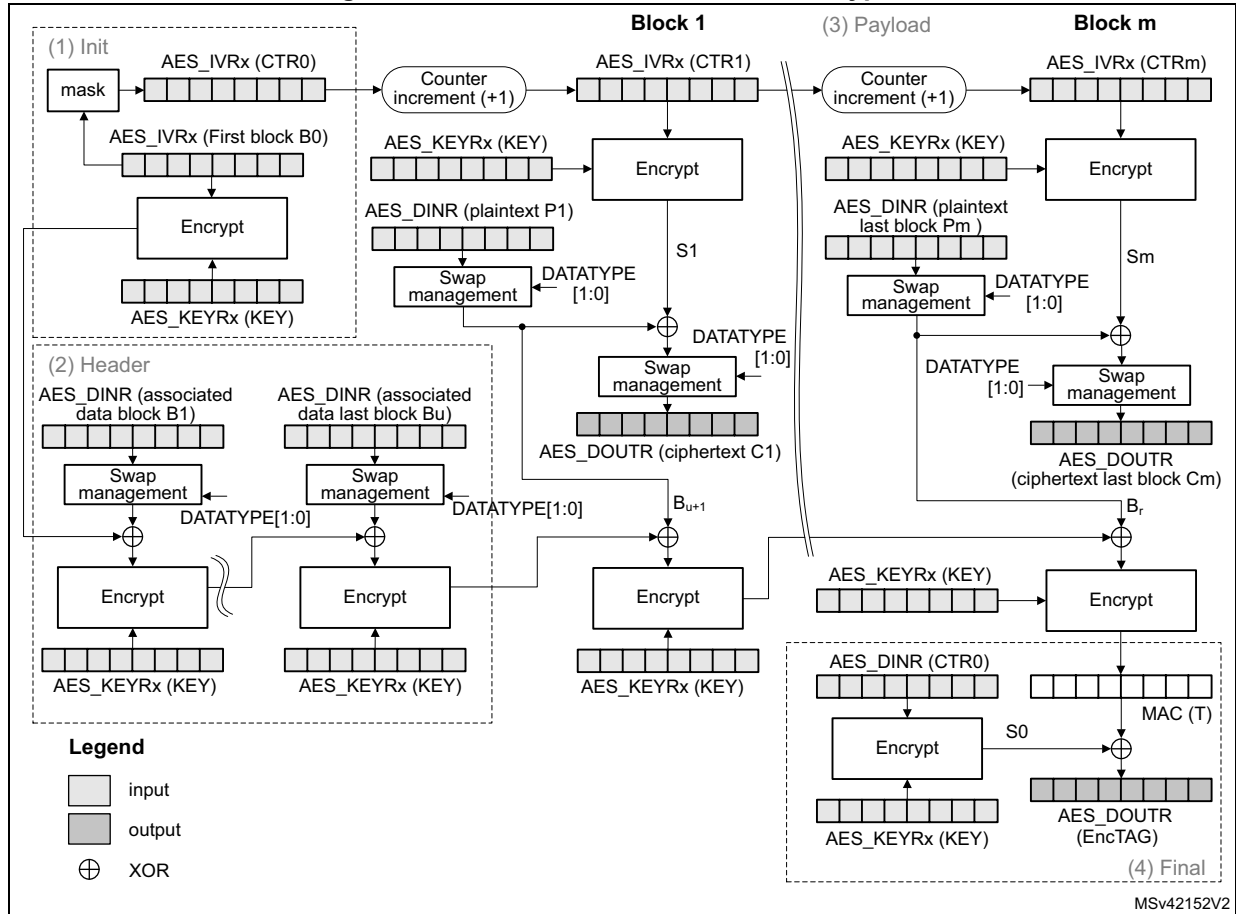 Block 1
(3) Payload
Block m
(1) Init
AES_IVRx (CTR0)
mask
Counter
increment (+1)
AES_IVRx (CTR1)
Counter
increment (+1)
AES_IVRx (CTRm)
AES_IVRx (First block B0)
Encrypt
AES_KEYRx (KEY)
AES_KEYRx (KEY)
Encrypt
AES_DINR (plaintext P1)
Swap
management
DATATYPE
[1:0]
S1
DATATYPE
[1:0]
Swap
management
AES_DOUTR (ciphertext C1)
AES_KEYRx (KEY)
Encrypt
AES_DINR (plaintext
last block Pm )
Swap
management
DATATYPE
[1:0]
Sm
DATATYPE
[1:0]
Swap
management
AES_DOUTR
(ciphertext last block Cm)
(2) Header
AES_DINR (associated
data block B1)
Swap
management
DATATYPE[1:0]
Encrypt
AES_KEYRx (KEY)
AES_DINR (associated
data last block Bu)
Swap
management
DATATYPE[1:0]
Encrypt
AES_KEYRx (KEY)
Bu+1
Encrypt
AES_KEYRx (KEY)
Br
AES_KEYRx (KEY)
Encrypt
AES_DINR (CTR0)
Encrypt
S0
AES_KEYRx (KEY)
MAC (T)
AES_DOUTR
(EncTAG)
(4) Final
Legend
input
output
XOR
MSv42152V2